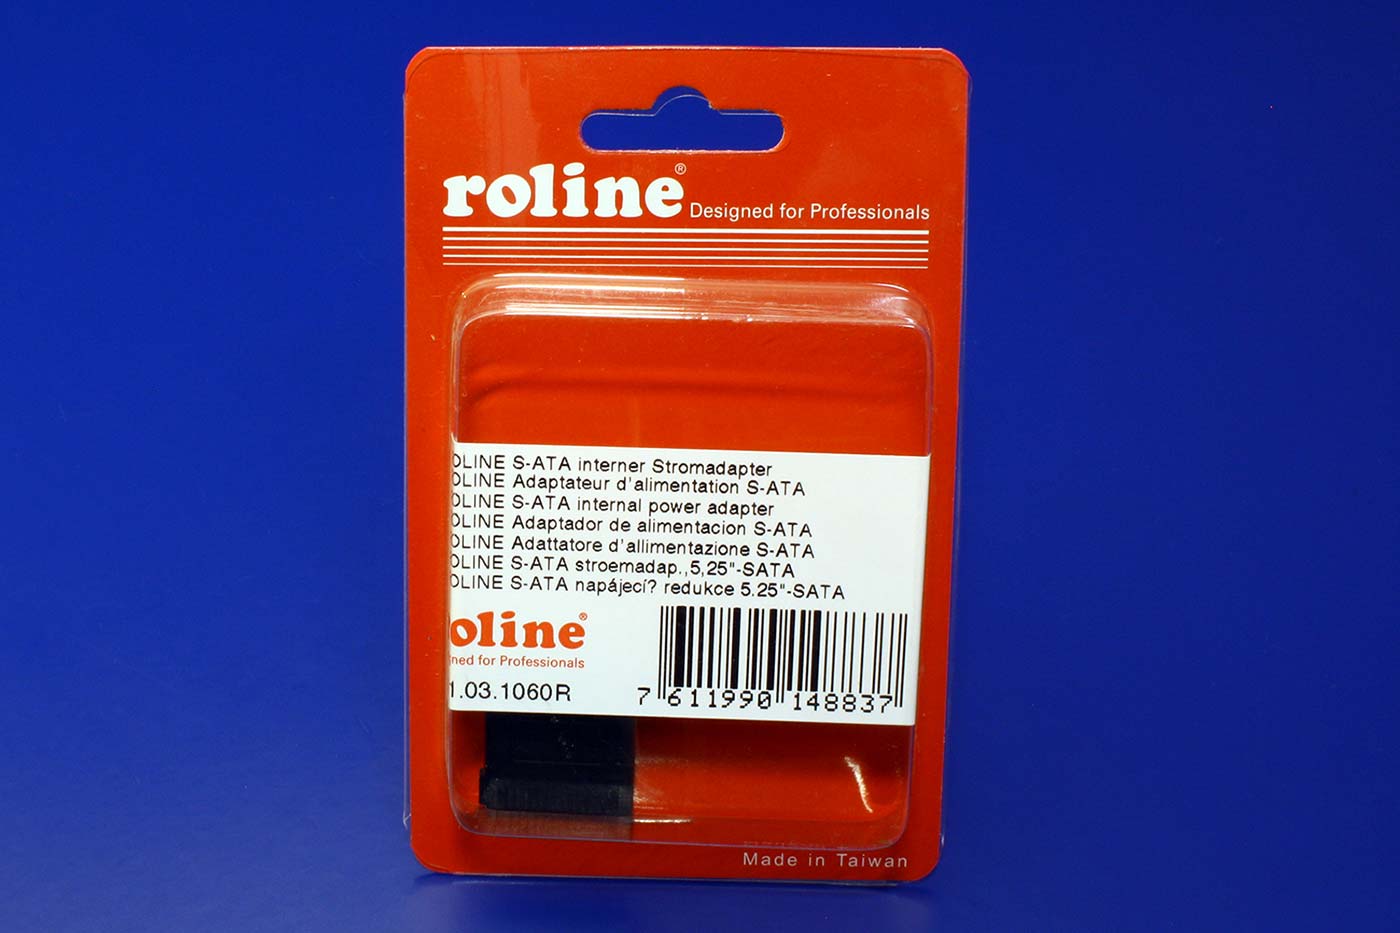 roline®
Designed for Professionals
OLINE S-ATA interner Stromadapter
OLINE Adaptateur d'alimentation S-ATA
OLINE S-ATA internal power adapter
OLINE Adaptador de alimentacion S-ATA
OLINE Adattatore d'allimentazione S-ATA
OLINE S-ATA stroemadap.,5,25"-SATA
OLINE S-ATA napájecí? redukce 5.25"-SATA
oline®
ned for Professionals
1.03.1060R
7 611990 148837
Made in Taiwan